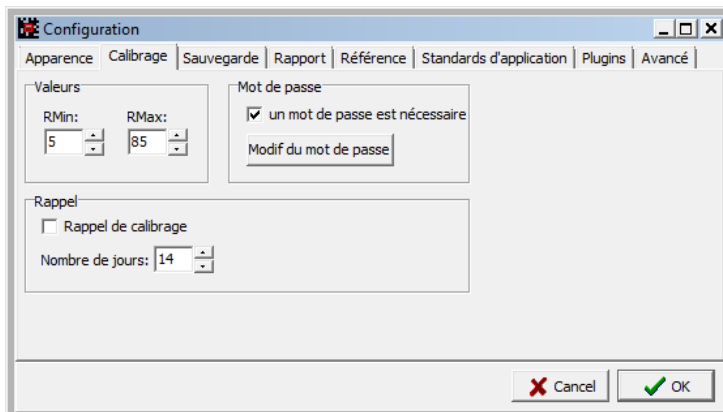 Configuration
Apparence Calibrage Sauvegarde Rapport Référence Standards d'application Plugins Avancé
Valeurs
RMin: RMax:
5 85
Mot de passe
un mot de passe est nécessaire
Modif du mot de passe
Rappel
Rappel de calibrage
Nombre de jours: 14
Cancel OK